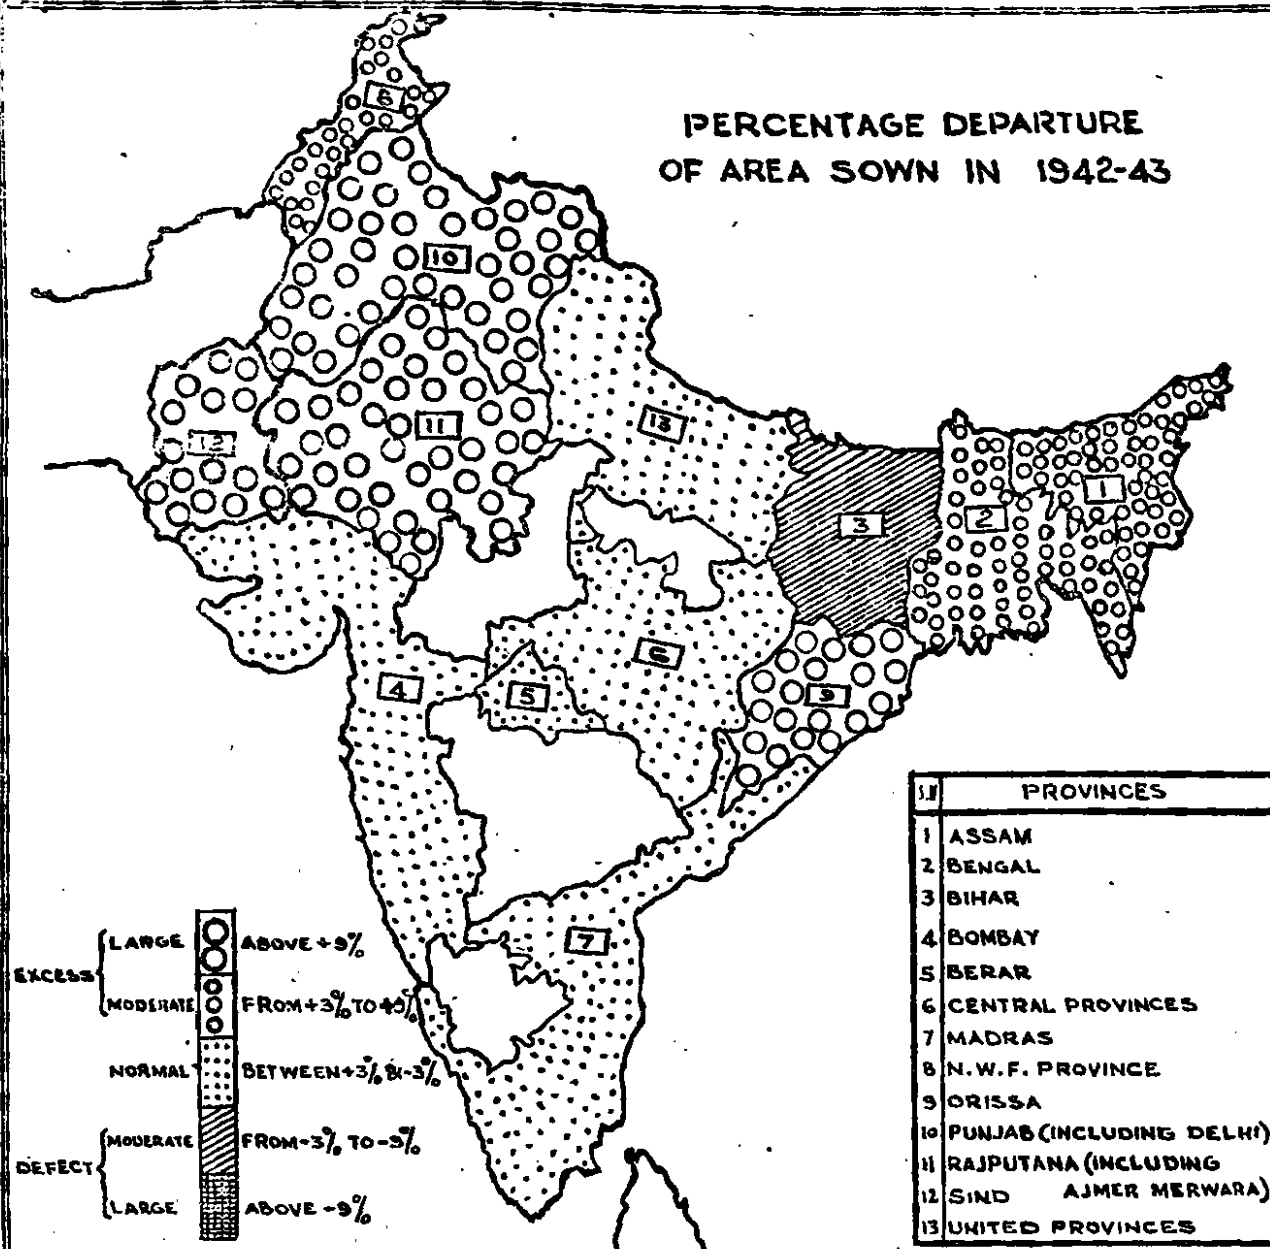 PERCENTAGE DEPARTURE
OF AREA SOWN IN 1942-43
8
10
11
12
13
3
2
1
6
5
4
9
7
S.N PROVINCES
1 ASSAM
2 BENGAL
3 BIHAR
4 BOMBAY
5 BERAR
6 CENTRAL PROVINCES
7 MADRAS
8 N.W.F. PROVINCE
9 ORISSA
10 PUNJAB (INCLUDING DELHI)
11 RAJPUTANA (INCLUDING
12 SIND AJMER MERWARA)
13 UNITED PROVINCES
EXCESS
LARGE ABOVE +9%
MODERATE FROM +3% TO +9%
NORMAL BETWEEN +3% & -3%
DEFECT
MODERATE FROM -3% TO -9%
LARGE ABOVE -9%